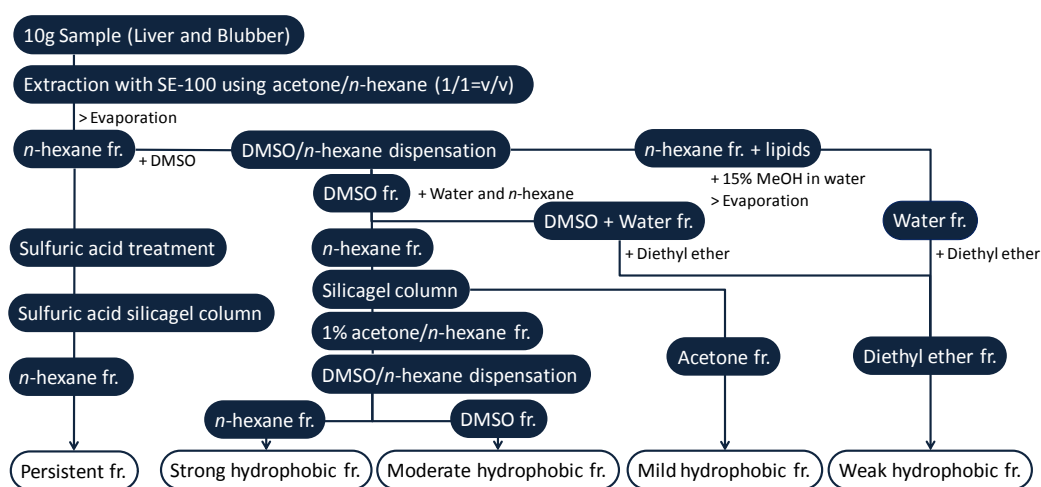 10g Sample (Liver and Blubber)
Extraction with SE-100 using acetone/n-hexane (1/1=v/v)
> Evaporation
n-hexane fr.
+ DMSO
DMSO/n-hexane dispensation
n-hexane fr. + lipids
DMSO fr.
+ Water and n-hexane
+ 15% MeOH in water
> Evaporation
DMSO + Water fr.
Water fr.
Sulfuric acid treatment
n-hexane fr.
+ Diethyl ether
+ Diethyl ether
Silicagel column
Sulfuric acid silicagel column
1% acetone/n-hexane fr.
Acetone fr.
Diethyl ether fr.
n-hexane fr.
DMSO/n-hexane dispensation
n-hexane fr.
DMSO fr.
Persistent fr.
Strong hydrophobic fr.
Moderate hydrophobic fr.
Mild hydrophobic fr.
Weak hydrophobic fr.